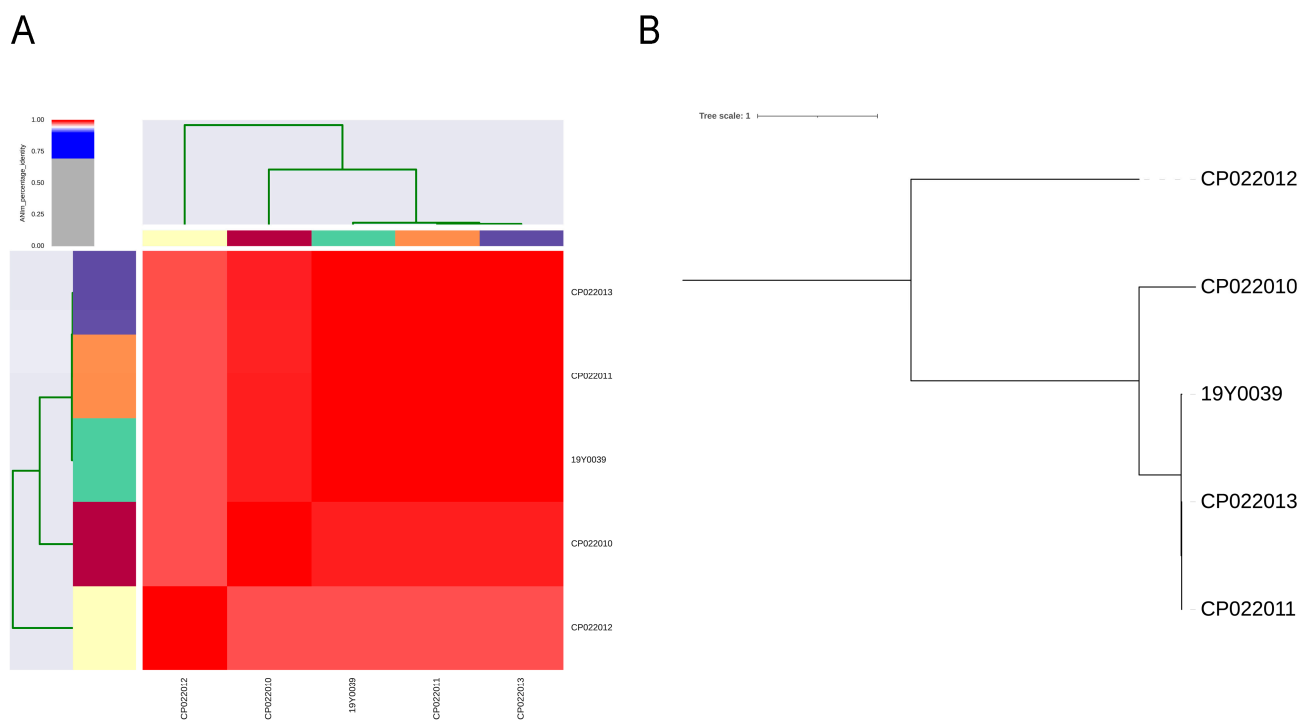 A
B
1.00
0.75
0.50
0.25
0.00
ANIm_percentage_identity
CP022013
CP022011
19Y0039
CP022010
CP022012
CP022012
CP022010
19Y0039
CP022011
CP022013
Tree scale: 1
CP022012
CP022010
19Y0039
CP022013
CP022011